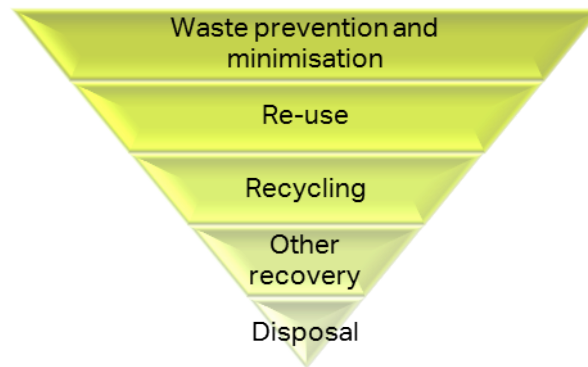 Waste prevention and
minimisation
Re-use
Recycling
Other
recovery
Disposal